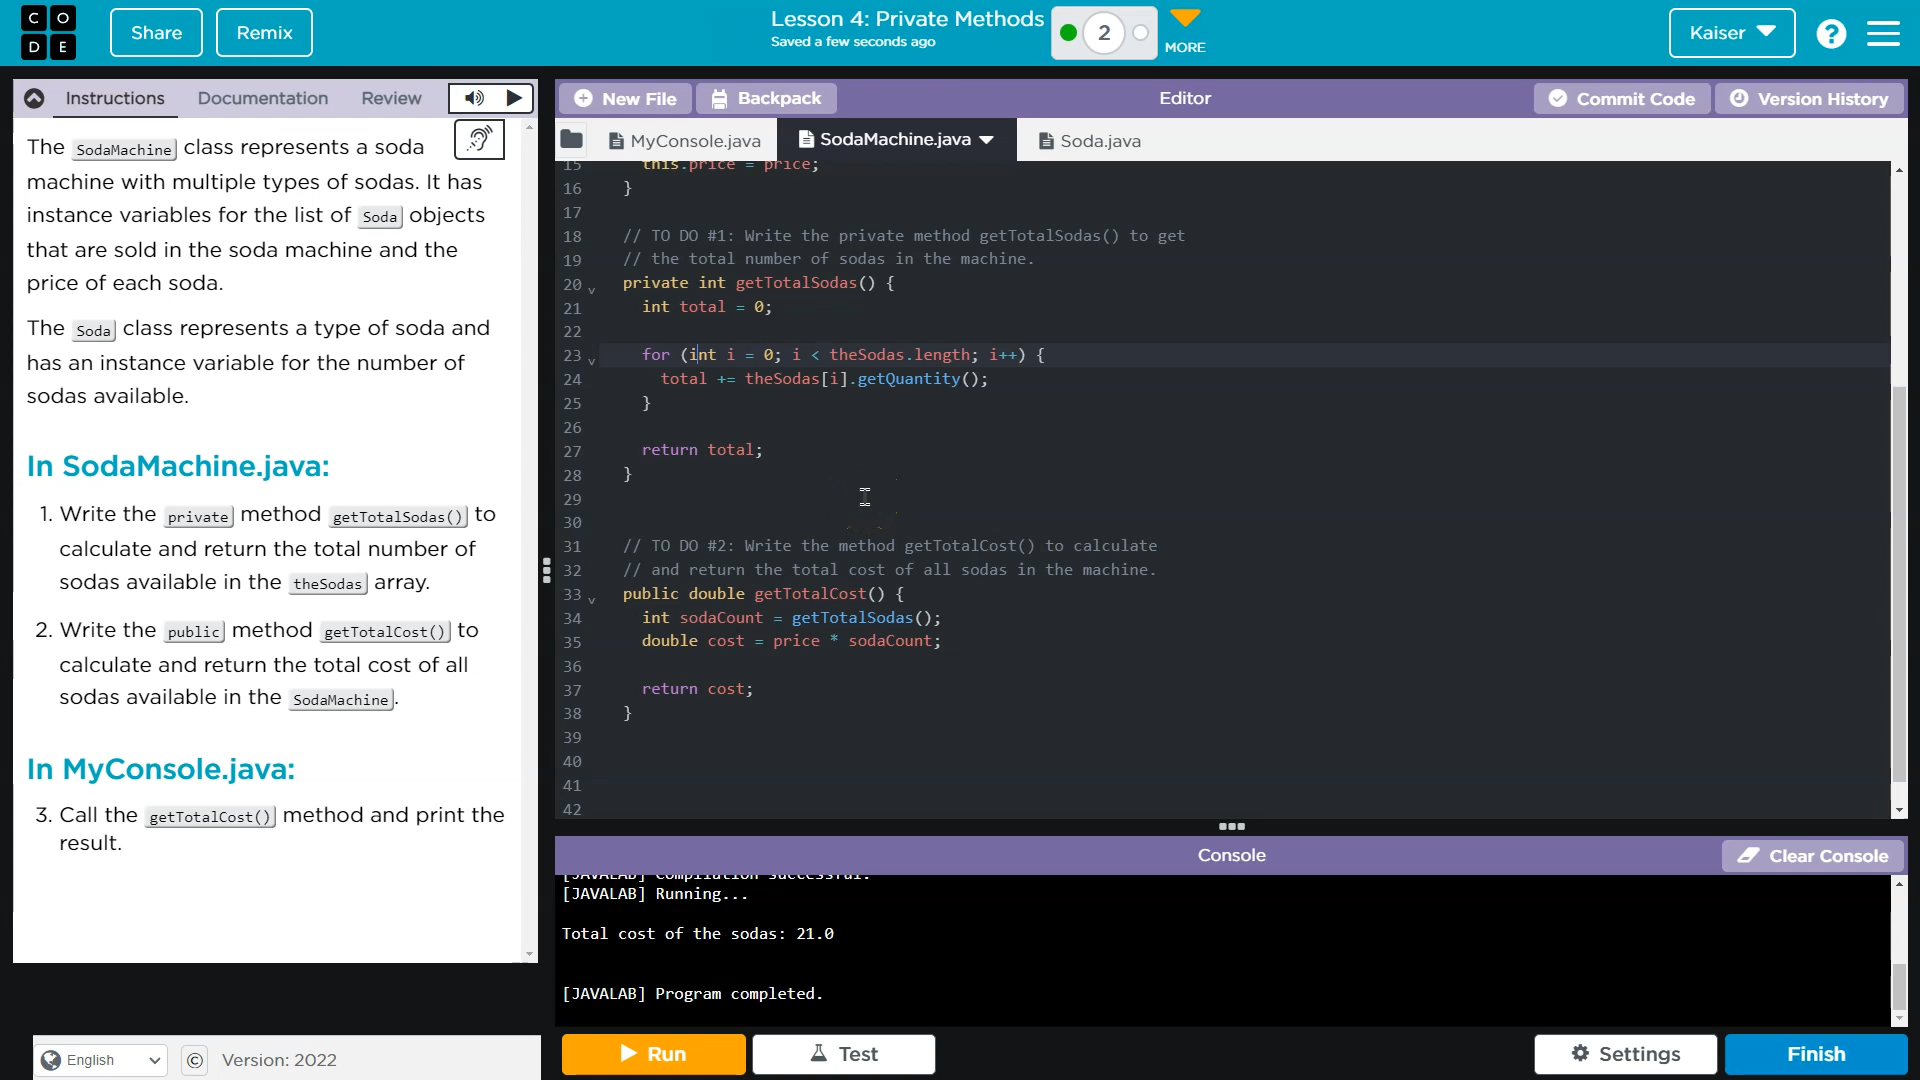 C O
D E
Share
Remix
Lesson 4: Private Methods
Saved a few seconds ago
2
MORE
Kaiser
?
Instructions
Documentation
Review
The SodaMachine class represents a soda
machine with multiple types of sodas. It has
instance variables for the list of Soda objects
that are sold in the soda machine and the
price of each soda.
The Soda class represents a type of soda and
has an instance variable for the number of
sodas available.
In SodaMachine.java:
1. Write the private method getTotalSodas() to
calculate and return the total number of
sodas available in the theSodas array.
2. Write the public method getTotalCost() to
calculate and return the total cost of all
sodas available in the SodaMachine.
In MyConsole.java:
3. Call the getTotalCost() method and print the
result.
English
©
Version: 2022
New File
Backpack
Editor
Commit Code
Version History
MyConsole.java
SodaMachine.java
Soda.java
15 this.price = price;
16 }
17
18 // TO DO #1: Write the private method getTotalSodas() to get
19 // the total number of sodas in the machine.
20 private int getTotalSodas() {
21 int total = 0;
22
23 for (int i = 0; i < theSodas.length; i++) {
24 total += theSodas[i].getQuantity();
25 }
26
27 return total;
28 }
29
30
31 // TO DO #2: Write the method getTotalCost() to calculate
32 // and return the total cost of all sodas in the machine.
33 public double getTotalCost() {
34 int sodaCount = getTotalSodas();
35 double cost = price * sodaCount;
36
37 return cost;
38 }
39
40
41
42
Console
Clear Console
[JAVALAB] Compilation successful.
[JAVALAB] Running...
Total cost of the sodas: 21.0
[JAVALAB] Program completed.
Run
Test
Settings
Finish